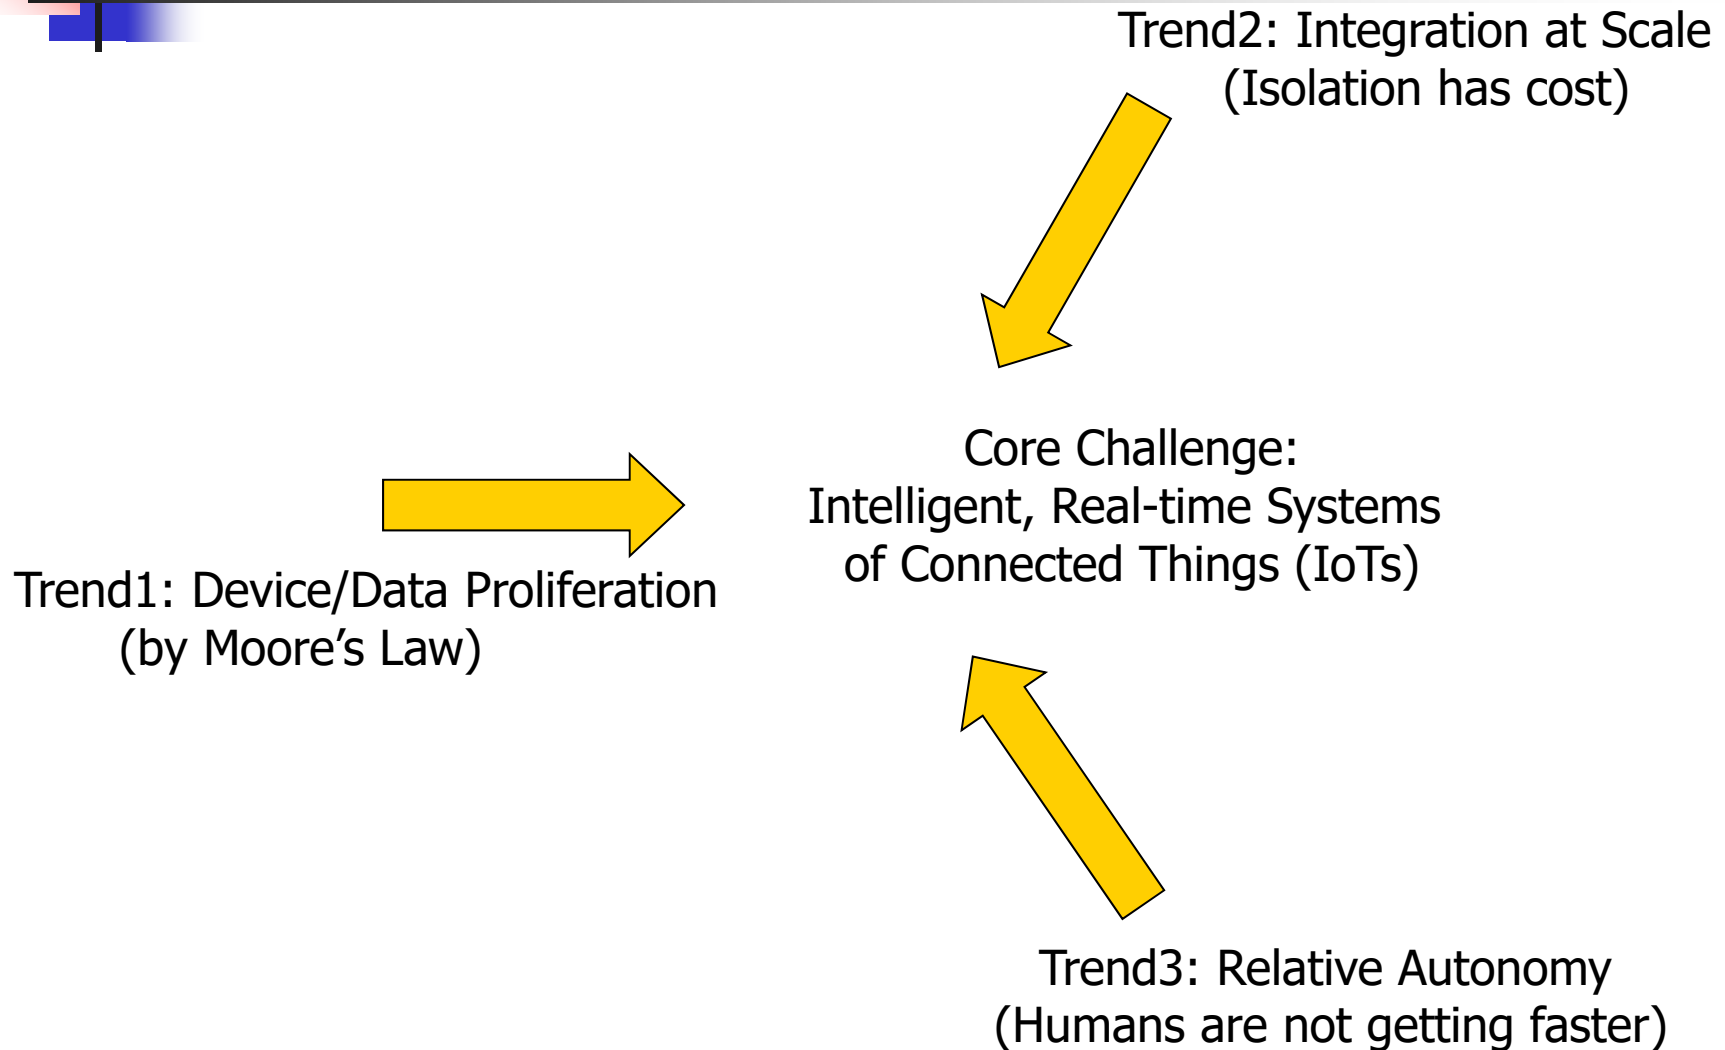 Trend2: Integration at Scale
(Isolation has cost)
Core Challenge:
Intelligent, Real-time Systems
of Connected Things (IoTs)
Trend1: Device/Data Proliferation
(by Moore’s Law)
Trend3: Relative Autonomy
(Humans are not getting faster)